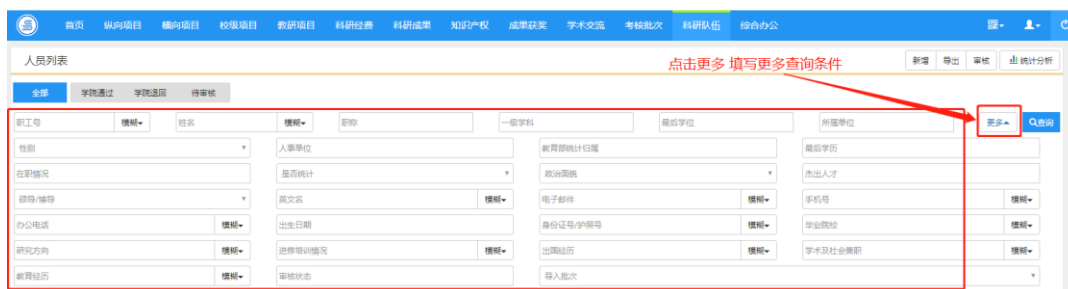 首页 纵向项目 横向项目 校级项目 教研项目 科研经费 科研成果 知识产权 成果获奖 学术交流 考核批次 科研队伍 综合办公
人员列表 点击更多 填写更多查询条件 新增 导出 审核 统计分析
全部 学院通过 学院退回 待审核
职工号 模糊 姓名 模糊 职称 一级学科 最后学位 所属单位 更多 查询
性别 人事单位 教育部统计归属 最后学历
在职情况 是否统计 政治面貌 杰出人才
硕导/博导 英文名 模糊 电子邮件 模糊 手机号 模糊
办公电话 模糊 出生日期 身份证号/护照号 模糊 毕业院校 模糊
研究方向 模糊 进修培训情况 模糊 出国经历 模糊 学术及社会兼职 模糊
教育经历 模糊 审核状态 导入批次